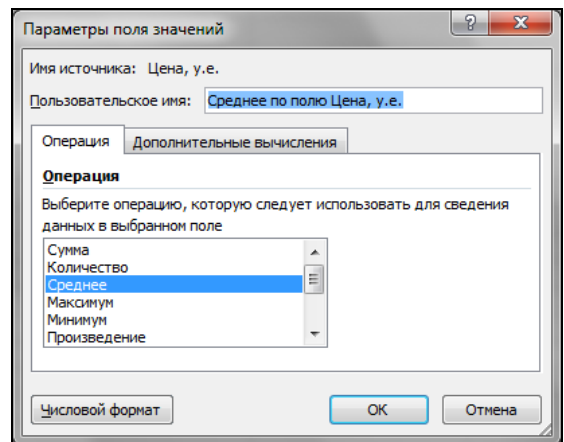 Параметры поля значений
Имя источника: Цена, у.е.
Пользовательское имя: Среднее по полю Цена, у.е.
Операция Дополнительные вычисления
Операция
Выберите операцию, которую следует использовать для сведения
данных в выбранном поле
Сумма
Количество
Среднее
Максимум
Минимум
Произведение
Числовой формат ОК Отмена